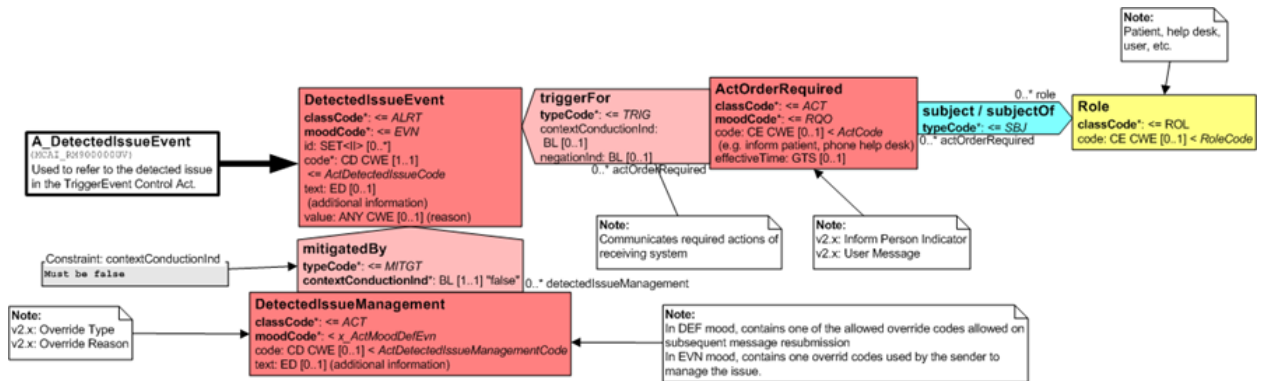 Note:
Patient, help desk,
user, etc.
A_DetectedIssueEvent
(MCAI_RM900000UV)
Used to refer to the detected issue
in the TriggerEvent Control Act.
DetectedIssueEvent
classCode*: <= ALRT
moodCode*: <= EVN
id: SET<II> [0..*]
code*: CD CWE [1..1]
<= ActDetectedIssueCode
text: ED [0..1]
(additional information)
value: ANY CWE [0..1] (reason)
triggerFor
typeCode*: <= TRIG
contextConductionInd:
BL [0..1]
negationInd: BL [0..1]
0..* actOrderRequired
ActOrderRequired
classCode*: <= ACT
moodCode*: <= RQO
code: CE CWE [0..1] < ActCode
(e.g. inform patient, phone help desk)
effectiveTime: GTS [0..1]
0..* role
subject / subjectOf
typeCode*: <= SBJ
0..* actOrderRequired
Role
classCode*: <= ROL
code: CE CWE [0..1] < RoleCode
Note:
Communicates required actions of
receiving system
Note:
v2.x: Inform Person Indicator
v2.x: User Message
Constraint: contextConductionInd
Must be false
mitigatedBy
typeCode*: <= MITGT
contextConductionInd*: BL [1..1] "false"
0..* detectedIssueManagement
Note:
v2.x: Override Type
v2.x: Override Reason
DetectedIssueManagement
classCode*: <= ACT
moodCode*: < x_ActMoodDefEvn
code: CD CWE [0..1] < ActDetectedIssueManagementCode
text: ED [0..1] (additional information)
Note:
In DEF mood, contains one of the allowed override codes allowed on
subsequent message resubmission
In EVN mood, contains one overrid codes used by the sender to
manage the issue.